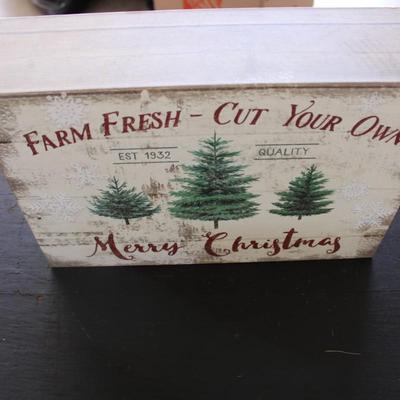 FARM FRESH - CUT YOUR OWN
EST 1932 QUALITY
Merry Christmas